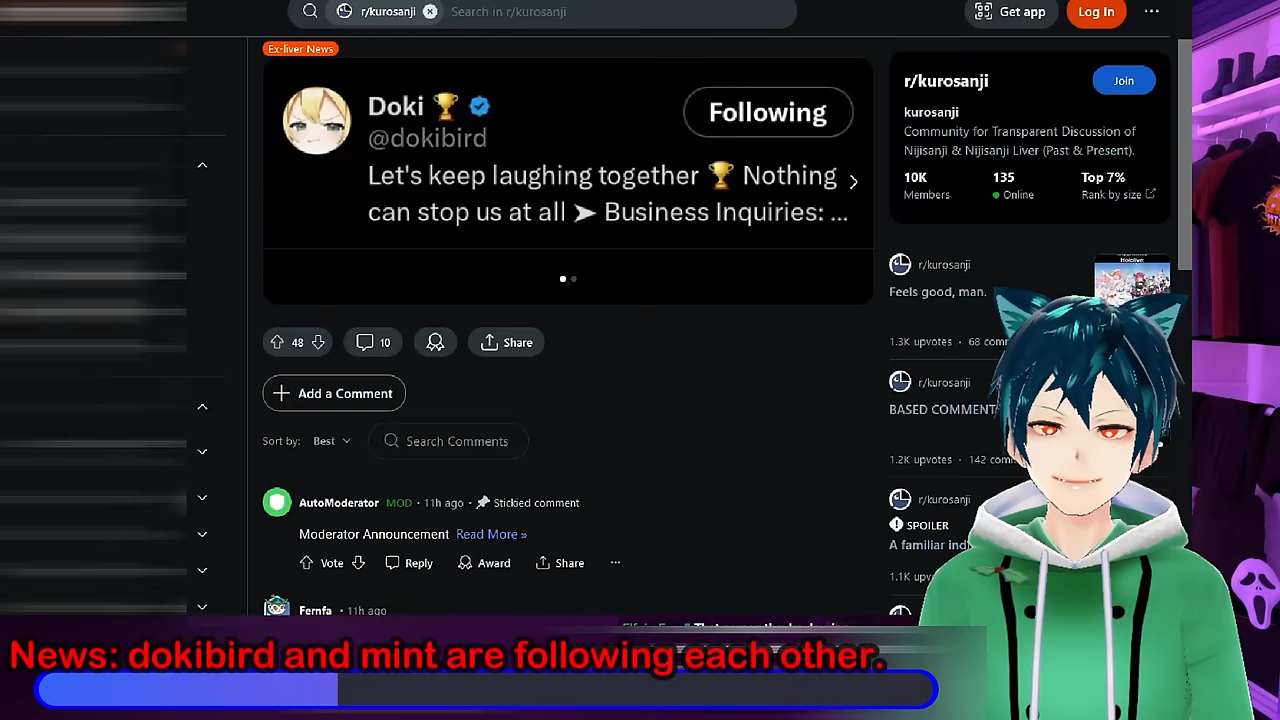 r/kurosanji
Search in r/kurosanji
Get app
Log In
Ex-liver News
Doki
@dokibird
Following
Let's keep laughing together 🏆 Nothing
can stop us at all ➤ Business Inquiries: ...
48
10
Share
Add a Comment
Sort by:
Best
Search Comments
AutoModerator MOD • 11h ago • Stickied comment
Moderator Announcement Read More »
Vote
Reply
Award
Share
Fernfa • 11h ago
r/kurosanji
Join
kurosanji
Community for Transparent Discussion of
Nijisanji & Nijisanji Liver (Past & Present).
10K
135
Top 7%
Members
Online
Rank by size
r/kurosanji
Feels good, man.
1.3K upvotes • 68
r/kurosanji
BASED COMMENT
1.2K upvotes • 142
r/kurosanji
SPOILER
A familiar
1.1K
News: dokibird and mint are following each other.